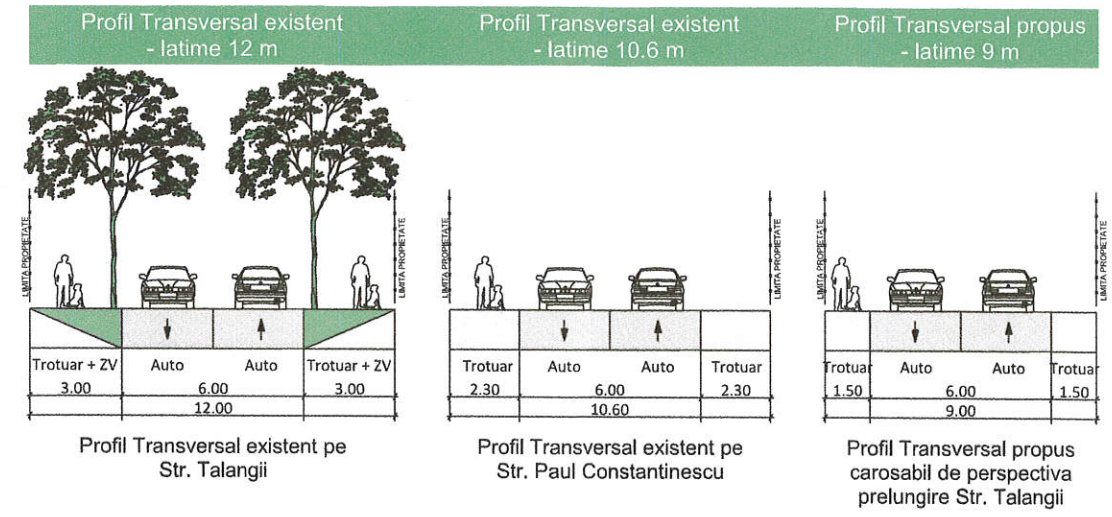 Profil Transversal existent
- latime 12 m
Profil Transversal existent
- latime 10.6 m
Profil Transversal propus
- latime 9 m
LIMITA PROPIETATE
LIMITA PROPIETATE
LIMITA PROPIETATE
LIMITA PROPIETATE
LIMITA PROPIETATE
LIMITA PROPIETATE
Trotuar + ZV Auto Auto Trotuar + ZV
3.00 6.00 3.00
12.00
Trotuar Auto Auto Trotuar
2.30 6.00 2.30
10.60
Trotuar Auto Auto Trotuar
1.50 6.00 1.50
9.00
Profil Transversal existent pe
Str. Talangii
Profil Transversal existent pe
Str. Paul Constantinescu
Profil Transversal propus
carosabil de perspectiva
prelungire Str. Talangii